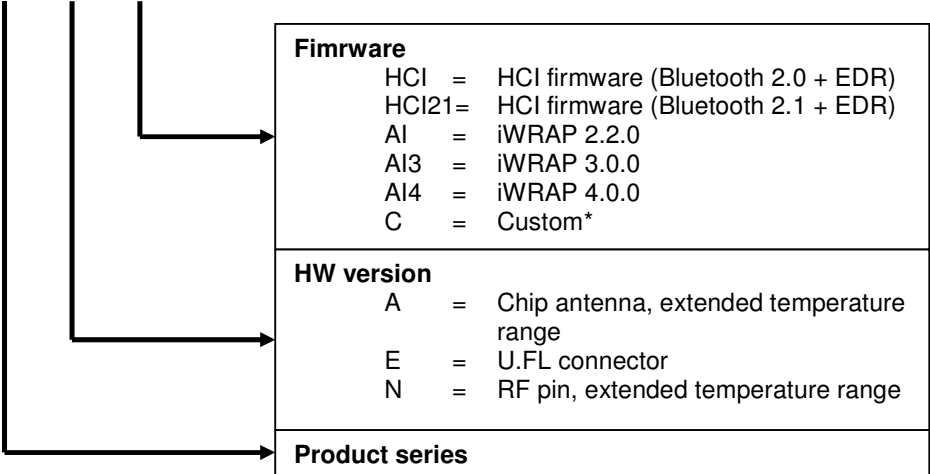 Fimrware
HCI = HCI firmware (Bluetooth 2.0 + EDR)
HCI21= HCI firmware (Bluetooth 2.1 + EDR)
AI = iWRAP 2.2.0
AI3 = iWRAP 3.0.0
AI4 = iWRAP 4.0.0
C = Custom*
HW version
A = Chip antenna, extended temperature
range
E = U.FL connector
N = RF pin, extended temperature range
Product series